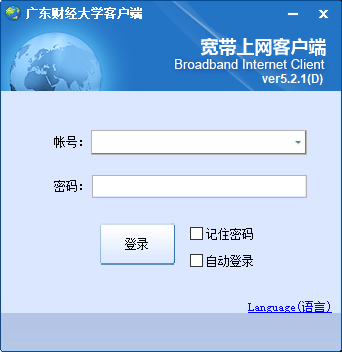 广东财经大学客户端
宽带上网客户端
Broadband Internet Client
ver5.2.1(D)
帐号：
密码：
登录
记住密码
自动登录
Language(语言)